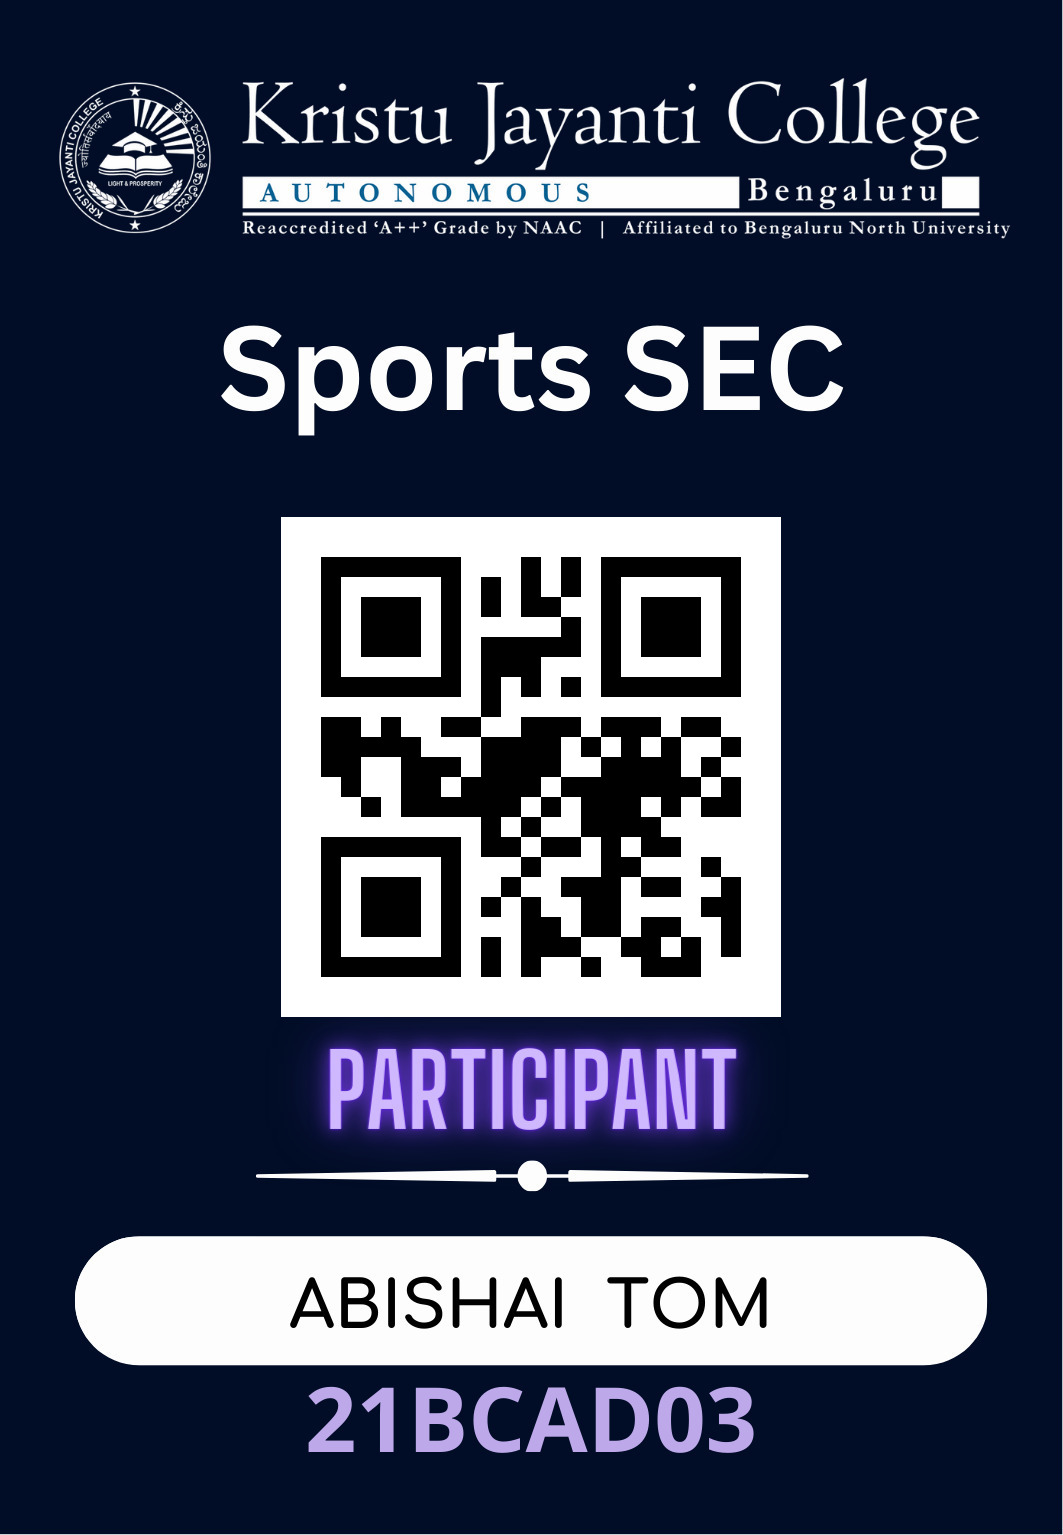 Kristu Jayanti College
AUTONOMOUS Bengaluru
Reaccredited ‘A++’ Grade by NAAC | Affiliated to Bengaluru North University
KRISTU JAYANTI COLLEGE
LIGHT & PROSPERITY
Sports SEC
PARTICIPANT
ABISHAI TOM
21BCAD03